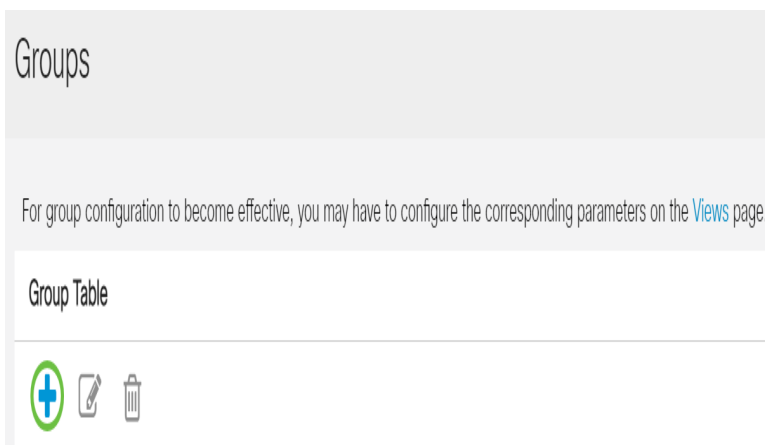 Groups
For group configuration to become effective, you may have to configure the corresponding parameters on the Views page.
Group Table